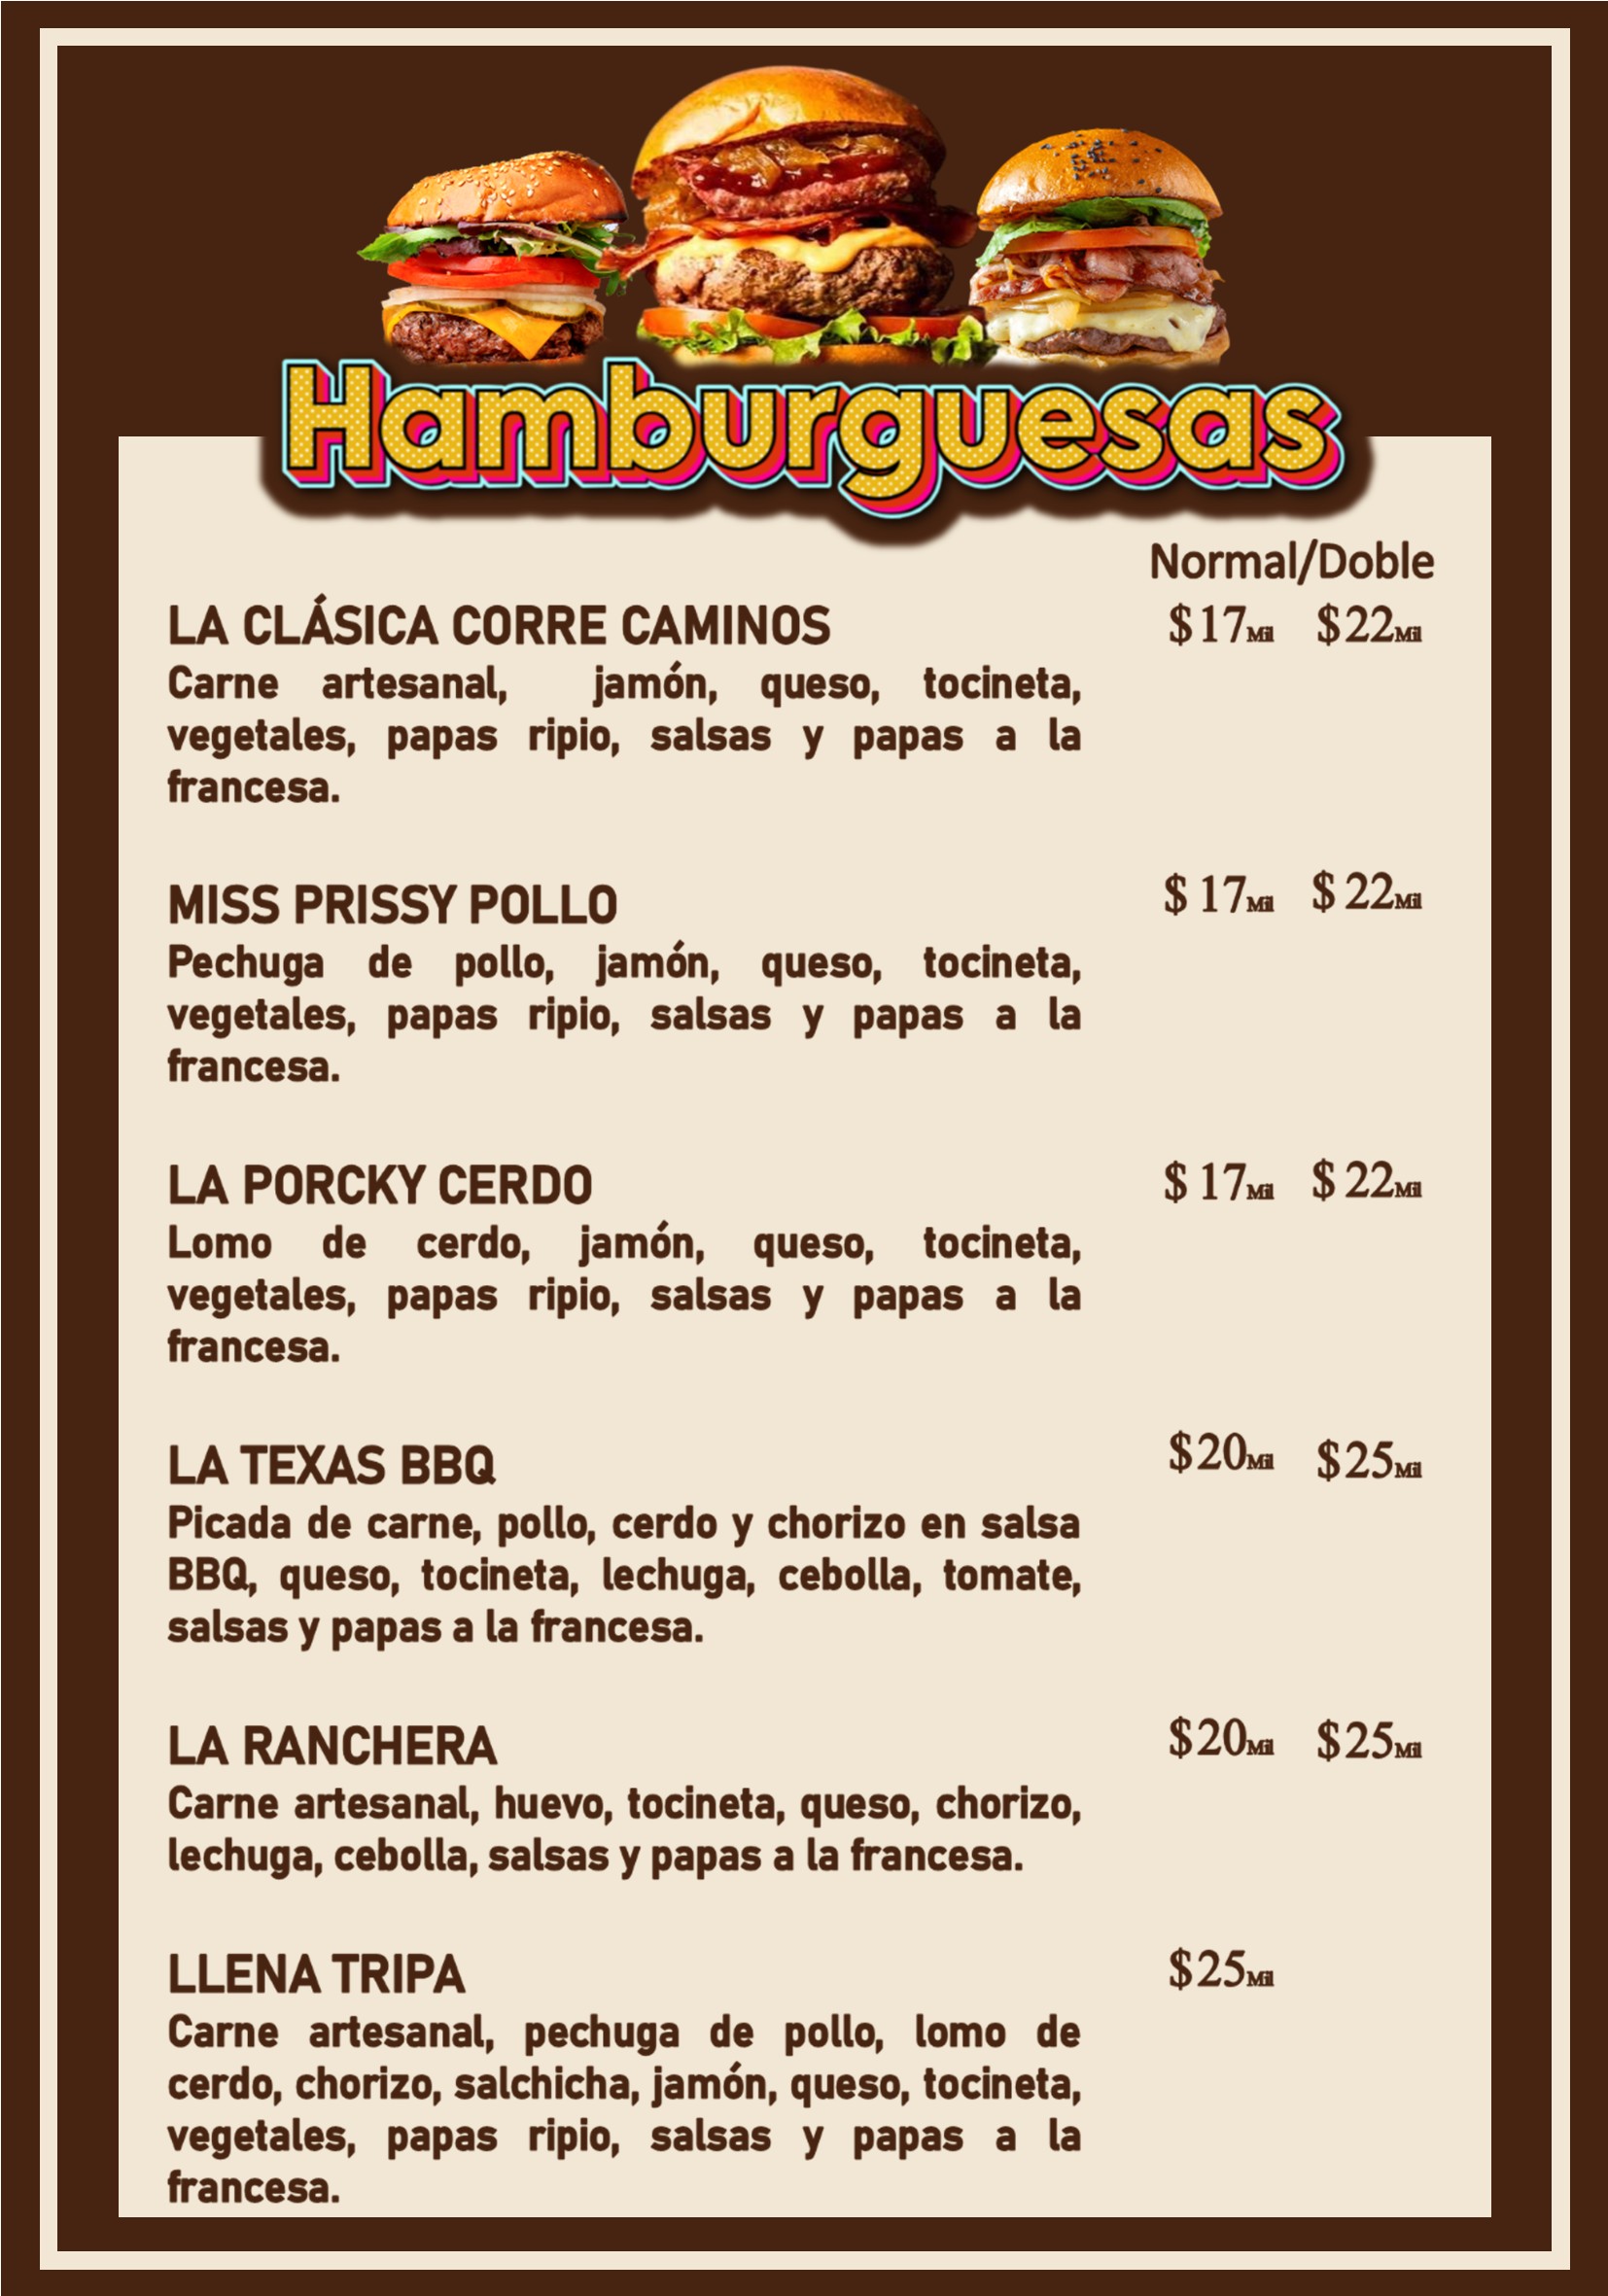 Hamburguesas
Normal/Doble
LA CLÁSICA CORRE CAMINOS $17Mil $22Mil
Carne artesanal, jamón, queso, tocineta,
vegetales, papas ripio, salsas y papas a la
francesa.
MISS PRISSY POLLO $ 17Mil $ 22Mil
Pechuga de pollo, jamón, queso, tocineta,
vegetales, papas ripio, salsas y papas a la
francesa.
LA PORCKY CERDO $ 17Mil $ 22Mil
Lomo de cerdo, jamón, queso, tocineta,
vegetales, papas ripio, salsas y papas a la
francesa.
LA TEXAS BBQ $20Mil $25Mil
Picada de carne, pollo, cerdo y chorizo en salsa
BBQ, queso, tocineta, lechuga, cebolla, tomate,
salsas y papas a la francesa.
LA RANCHERA $20Mil $25Mil
Carne artesanal, huevo, tocineta, queso, chorizo,
lechuga, cebolla, salsas y papas a la francesa.
LLENA TRIPA $25Mil
Carne artesanal, pechuga de pollo, lomo de
cerdo, chorizo, salchicha, jamón, queso, tocineta,
vegetales, papas ripio, salsas y papas a la
francesa.